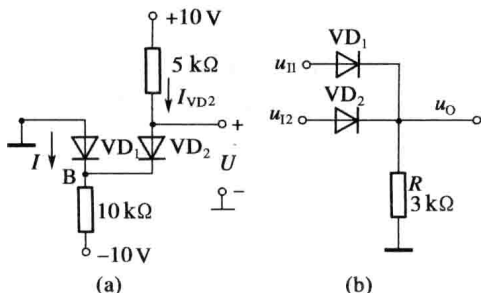 +10 V
5 kΩ
I_VD2
+
I
VD₁
VD₂
U
B
−
10 kΩ
−10 V
(a)
VD₁
u_I1
VD₂
u_I2
u_O
R
3 kΩ
(b)